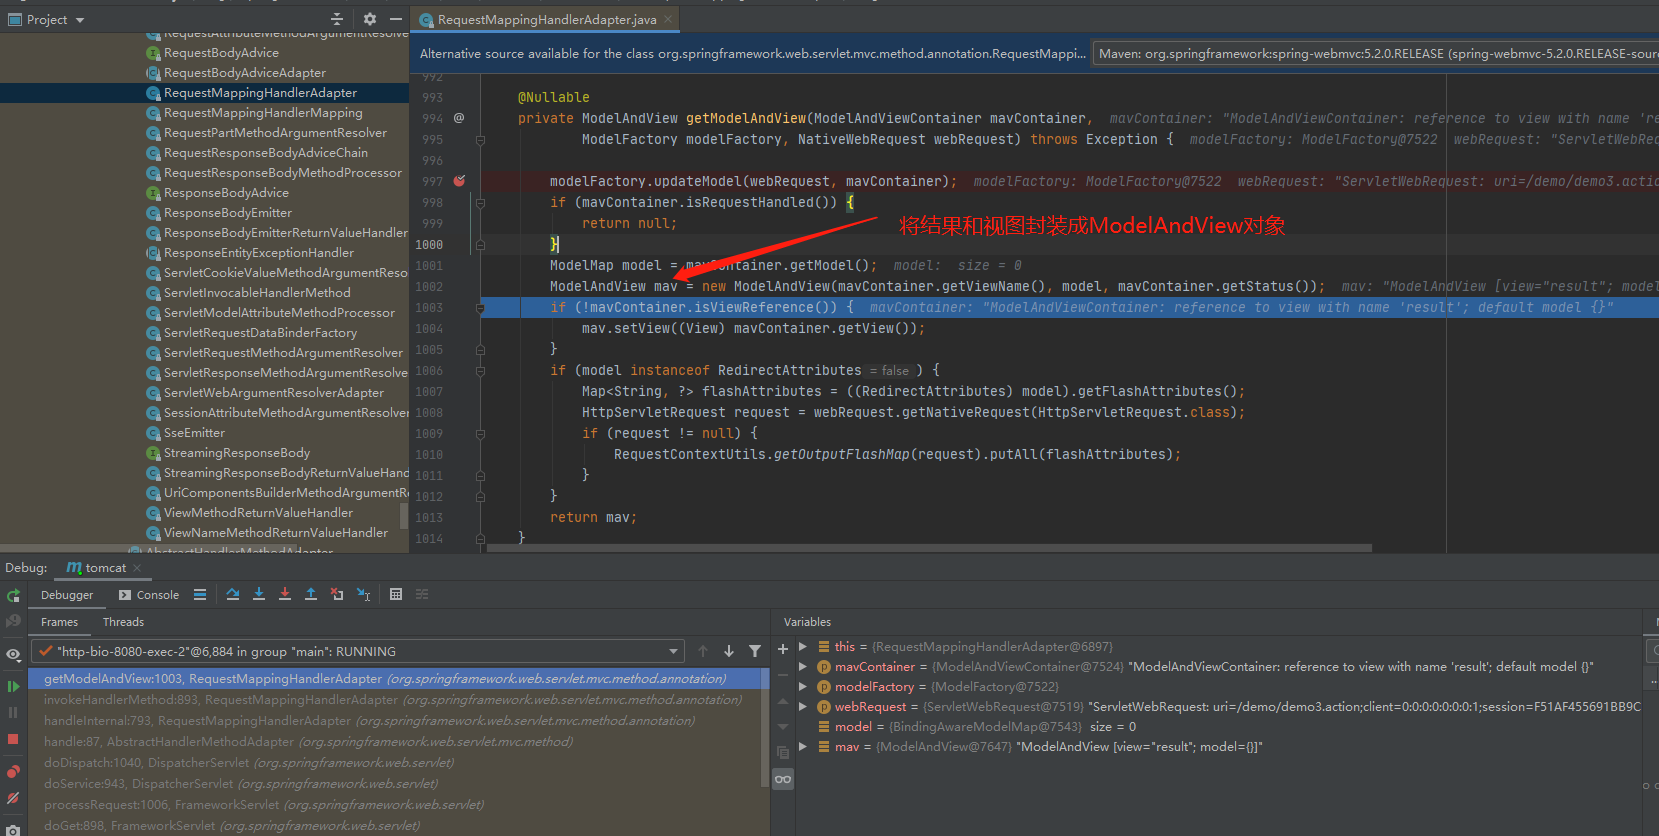 Project
RequestMappingHandlerAdapter.java
RequestAttributeMethodArgumentResolve
RequestBodyAdvice
RequestBodyAdviceAdapter
RequestMappingHandlerAdapter
RequestMappingHandlerMapping
RequestPartMethodArgumentResolver
RequestResponseBodyAdviceChain
RequestResponseBodyMethodProcessor
ResponseBodyAdvice
ResponseBodyEmitter
ResponseBodyEmitterReturnValueHandler
ResponseEntityExceptionHandler
ServletCookieValueMethodArgumentReso
ServletInvocableHandlerMethod
ServletModelAttributeMethodProcessor
ServletRequestDataBinderFactory
ServletRequestMethodArgumentResolver
ServletResponseMethodArgumentResolve
ServletWebArgumentResolverAdapter
SessionAttributeMethodArgumentResolver
SseEmitter
StreamingResponseBody
StreamingResponseBodyReturnValueHand
UriComponentsBuilderMethodArgumentR
ViewMethodReturnValueHandler
ViewNameMethodReturnValueHandler
AbstractHandlerMethodAdapter
Alternative source available for the class org.springframework.web.servlet.mvc.method.annotation.RequestMappi... Maven: org.springframework:spring-webmvc:5.2.0.RELEASE (spring-webmvc-5.2.0.RELEASE-sour
992
993 @Nullable
994 @ private ModelAndView getModelAndView(ModelAndViewContainer mavContainer, mavContainer: "ModelAndViewContainer: reference to view with name 're
995 ModelFactory modelFactory, NativeWebRequest webRequest) throws Exception { modelFactory: ModelFactory@7522 webRequest: "ServletWebReq
996
997 modelFactory.updateModel(webRequest, mavContainer); modelFactory: ModelFactory@7522 webRequest: "ServletWebRequest: uri=/demo/demo3.actio
998 if (mavContainer.isRequestHandled()) {
999 return null;
将结果和视图封装成ModelAndView对象
1000 }
1001 ModelMap model = mavContainer.getModel(); model: size = 0
1002 ModelAndView mav = new ModelAndView(mavContainer.getViewName(), model, mavContainer.getStatus()); mav: "ModelAndView [view="result"; model
1003 if (!mavContainer.isViewReference()) { mavContainer: "ModelAndViewContainer: reference to view with name 'result'; default model {}"
1004 mav.setView((View) mavContainer.getView());
1005 }
1006 if (model instanceof RedirectAttributes = false ) {
1007 Map<String, ?> flashAttributes = ((RedirectAttributes) model).getFlashAttributes();
1008 HttpServletRequest request = webRequest.getNativeRequest(HttpServletRequest.class);
1009 if (request != null) {
1010 RequestContextUtils.getOutputFlashMap(request).putAll(flashAttributes);
1011 }
1012 }
1013 return mav;
1014 }
Debug: tomcat
Debugger Console
Frames Threads
"http-bio-8080-exec-2"@6,884 in group "main": RUNNING
getModelAndView:1003, RequestMappingHandlerAdapter (org.springframework.web.servlet.mvc.method.annotation)
invokeHandlerMethod:893, RequestMappingHandlerAdapter (org.springframework.web.servlet.mvc.method.annotation)
handleInternal:793, RequestMappingHandlerAdapter (org.springframework.web.servlet.mvc.method.annotation)
handle:87, AbstractHandlerMethodAdapter (org.springframework.web.servlet.mvc.method)
doDispatch:1040, DispatcherServlet (org.springframework.web.servlet)
doService:943, DispatcherServlet (org.springframework.web.servlet)
processRequest:1006, FrameworkServlet (org.springframework.web.servlet)
doGet:898, FrameworkServlet (org.springframework.web.servlet)
Variables
this = {RequestMappingHandlerAdapter@6897}
mavContainer = {ModelAndViewContainer@7524} "ModelAndViewContainer: reference to view with name 'result'; default model {}"
modelFactory = {ModelFactory@7522}
webRequest = {ServletWebRequest@7519} "ServletWebRequest: uri=/demo/demo3.action;client=0:0:0:0:0:0:0:1;session=F51AF455691BB9C
model = {BindingAwareModelMap@7543} size = 0
mav = {ModelAndView@7647} "ModelAndView [view="result"; model={}]"